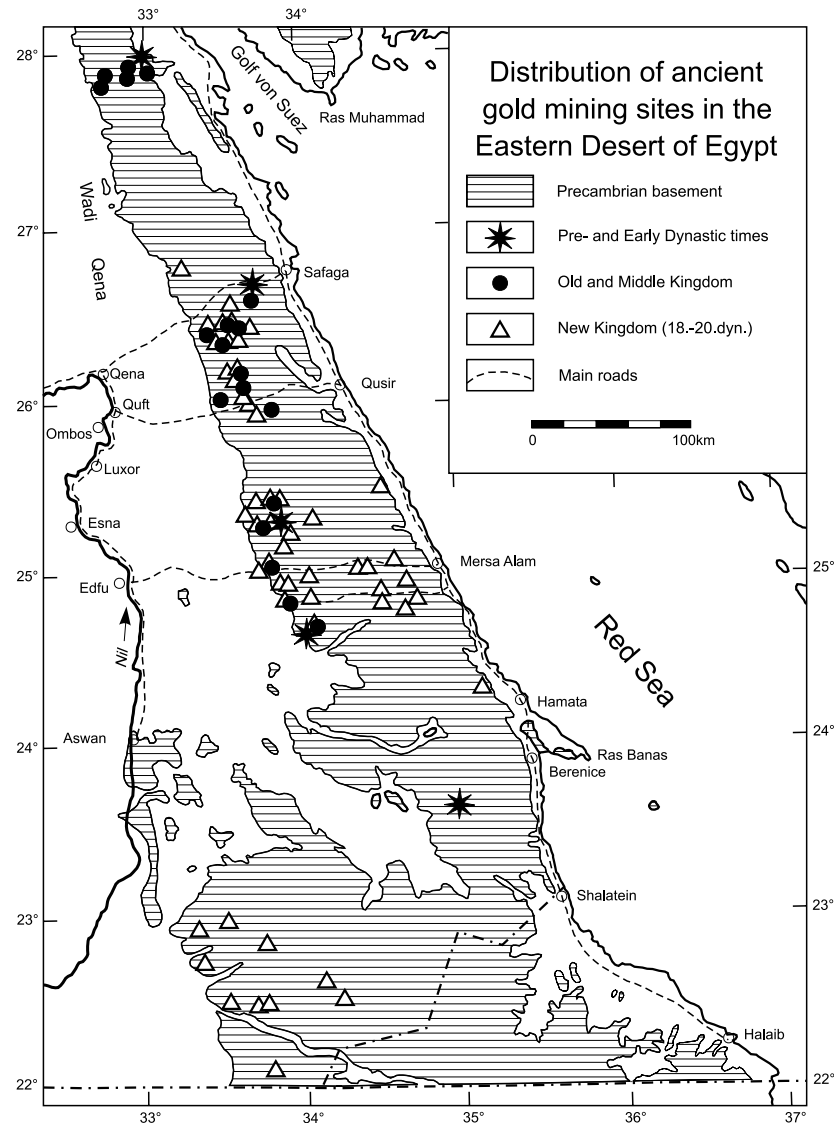 33°
34°
28°
Golf von Suez
Ras Muhammad
Distribution of ancient
gold mining sites in the
Eastern Desert of Egypt
Precambrian basement
Pre- and Early Dynastic times
Old and Middle Kingdom
New Kingdom (18.-20.dyn.)
Main roads
0
100km
27°
Wadi
Qena
Safaga
Qena
Qusir
26°
Quft
Ombos
Luxor
Esna
Mersa Alam
25°
25°
Edfu
Nil
Red Sea
Hamata
Aswan
24°
24°
Ras Banas
Berenice
Shalatein
23°
23°
Halaib
22°
22°
33°
34°
35°
36°
37°